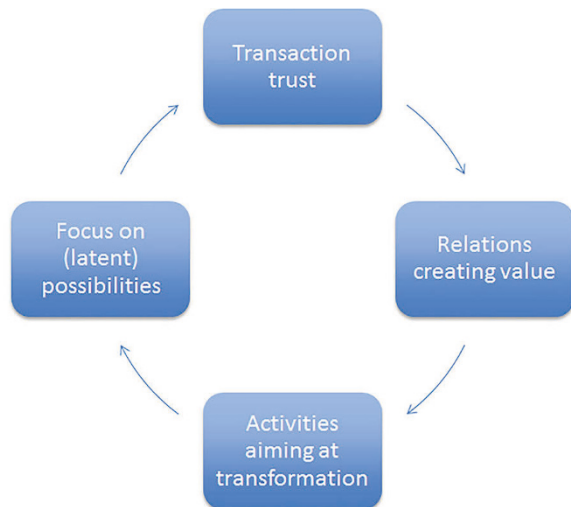 Transaction
trust
Relations
creating value
Activities
aiming at
transformation
Focus on
(latent)
possibilities